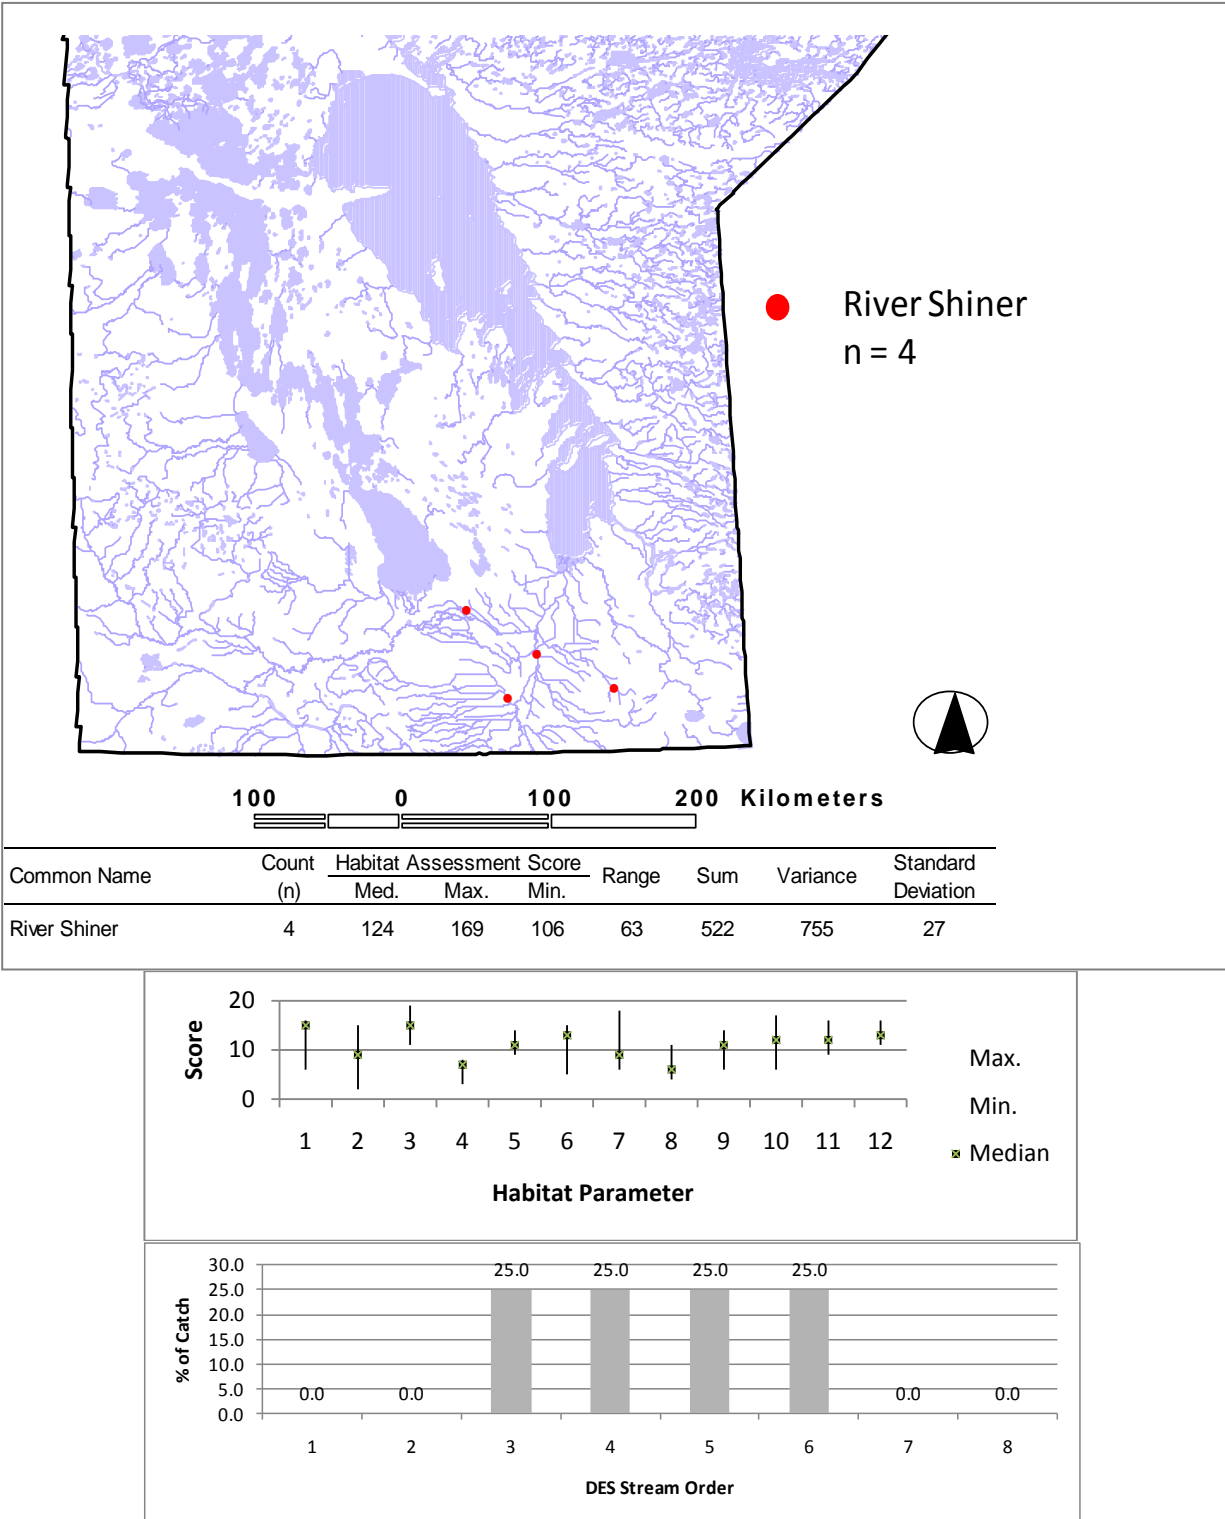 River Shiner
n = 4
100 0 100 200 Kilometers
Common Name Count (n) Habitat Assessment Score Med. Max. Min. Range Sum Variance Standard Deviation
River Shiner 4 124 169 106 63 522 755 27
20
10
0
Score
1 2 3 4 5 6 7 8 9 10 11 12
Habitat Parameter
Max.
Min.
Median
30.0
25.0
20.0
15.0
10.0
5.0
0.0
% of Catch
0.0 0.0 25.0 25.0 25.0 25.0 0.0 0.0
1 2 3 4 5 6 7 8
DES Stream Order